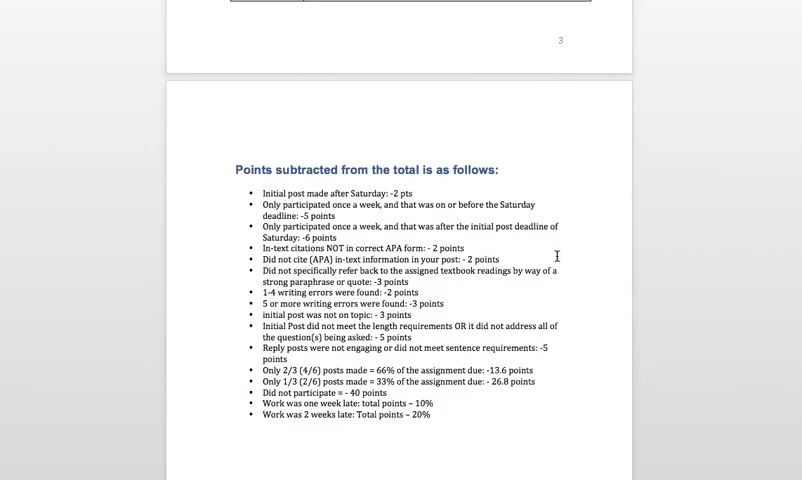 3
Points subtracted from the total is as follows:
• Initial post made after Saturday: -2 pts
• Only participated once a week, and that was on or before the Saturday
deadline: -5 points
• Only participated once a week, and that was after the initial post deadline of
Saturday: -6 points
• In-text citations NOT in correct APA form: - 2 points
• Did not cite (APA) in-text information in your post: - 2 points
• Did not specifically refer back to the assigned textbook readings by way of a
strong paraphrase or quote: -3 points
• 1-4 writing errors were found: -2 points
• 5 or more writing errors were found: -3 points
• initial post was not on topic: - 3 points
• Initial Post did not meet the length requirements OR it did not address all of
the question(s) being asked: - 5 points
• Reply posts were not engaging or did not meet sentence requirements: -5
points
• Only 2/3 (4/6) posts made = 66% of the assignment due: -13.6 points
• Only 1/3 (2/6) posts made = 33% of the assignment due: - 26.8 points
• Did not participate = - 40 points
• Work was one week late: total points – 10%
• Work was 2 weeks late: Total points – 20%